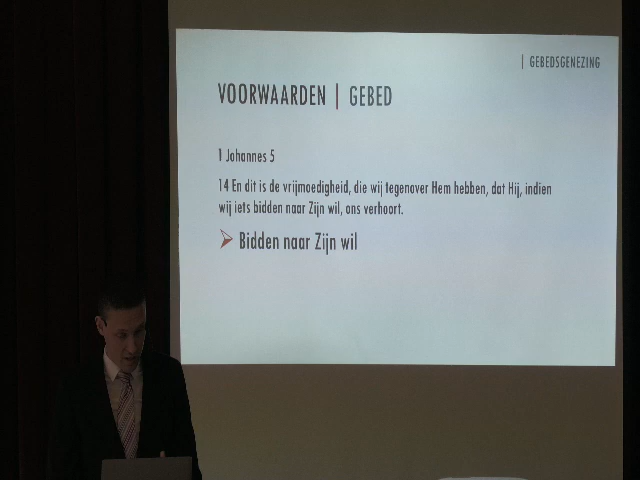 | GEBEDSGENEZING
VOORWAARDEN | GEBED
1 Johannes 5
14 En dit is de vrijmoedigheid, die wij tegenover Hem hebben, dat Hij, indien
wij iets bidden naar Zijn wil, ons verhoort.
Bidden naar Zijn wil